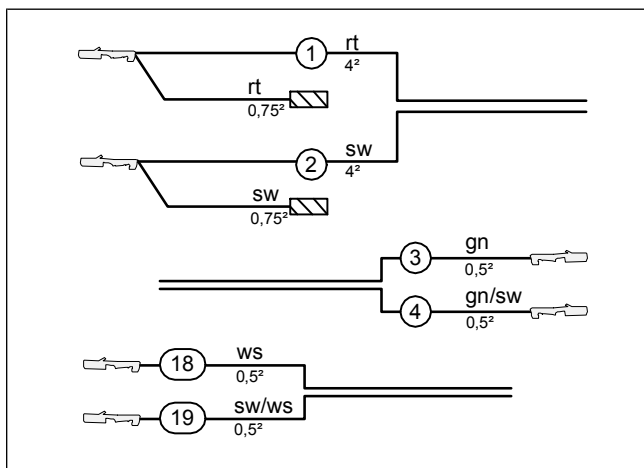 1 rt
4²
rt
0,75²
2 sw
4²
sw
0,75²
3 gn
0,5²
4 gn/sw
0,5²
18 ws
0,5²
19 sw/ws
0,5²